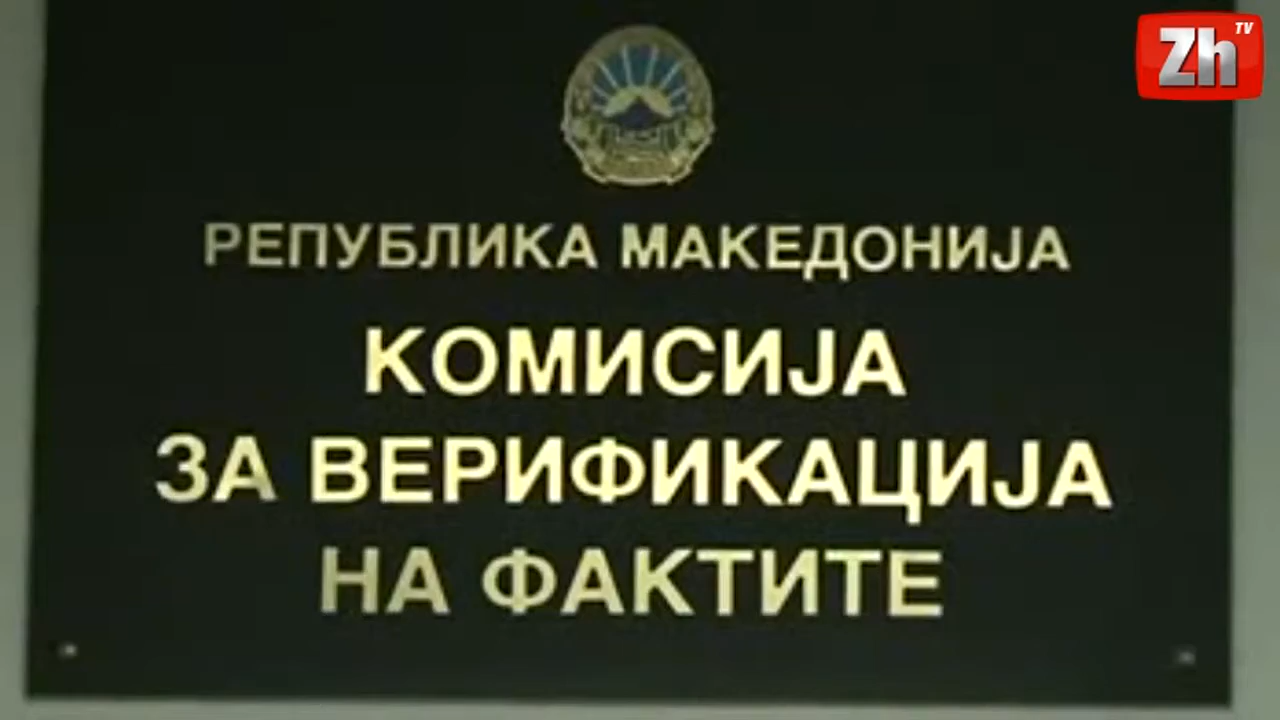 Zh TV
РЕПУБЛИКА МАКЕДОНИЈА
КОМИСИЈА
ЗА ВЕРИФИКАЦИЈА
НА ФАКТИТЕ